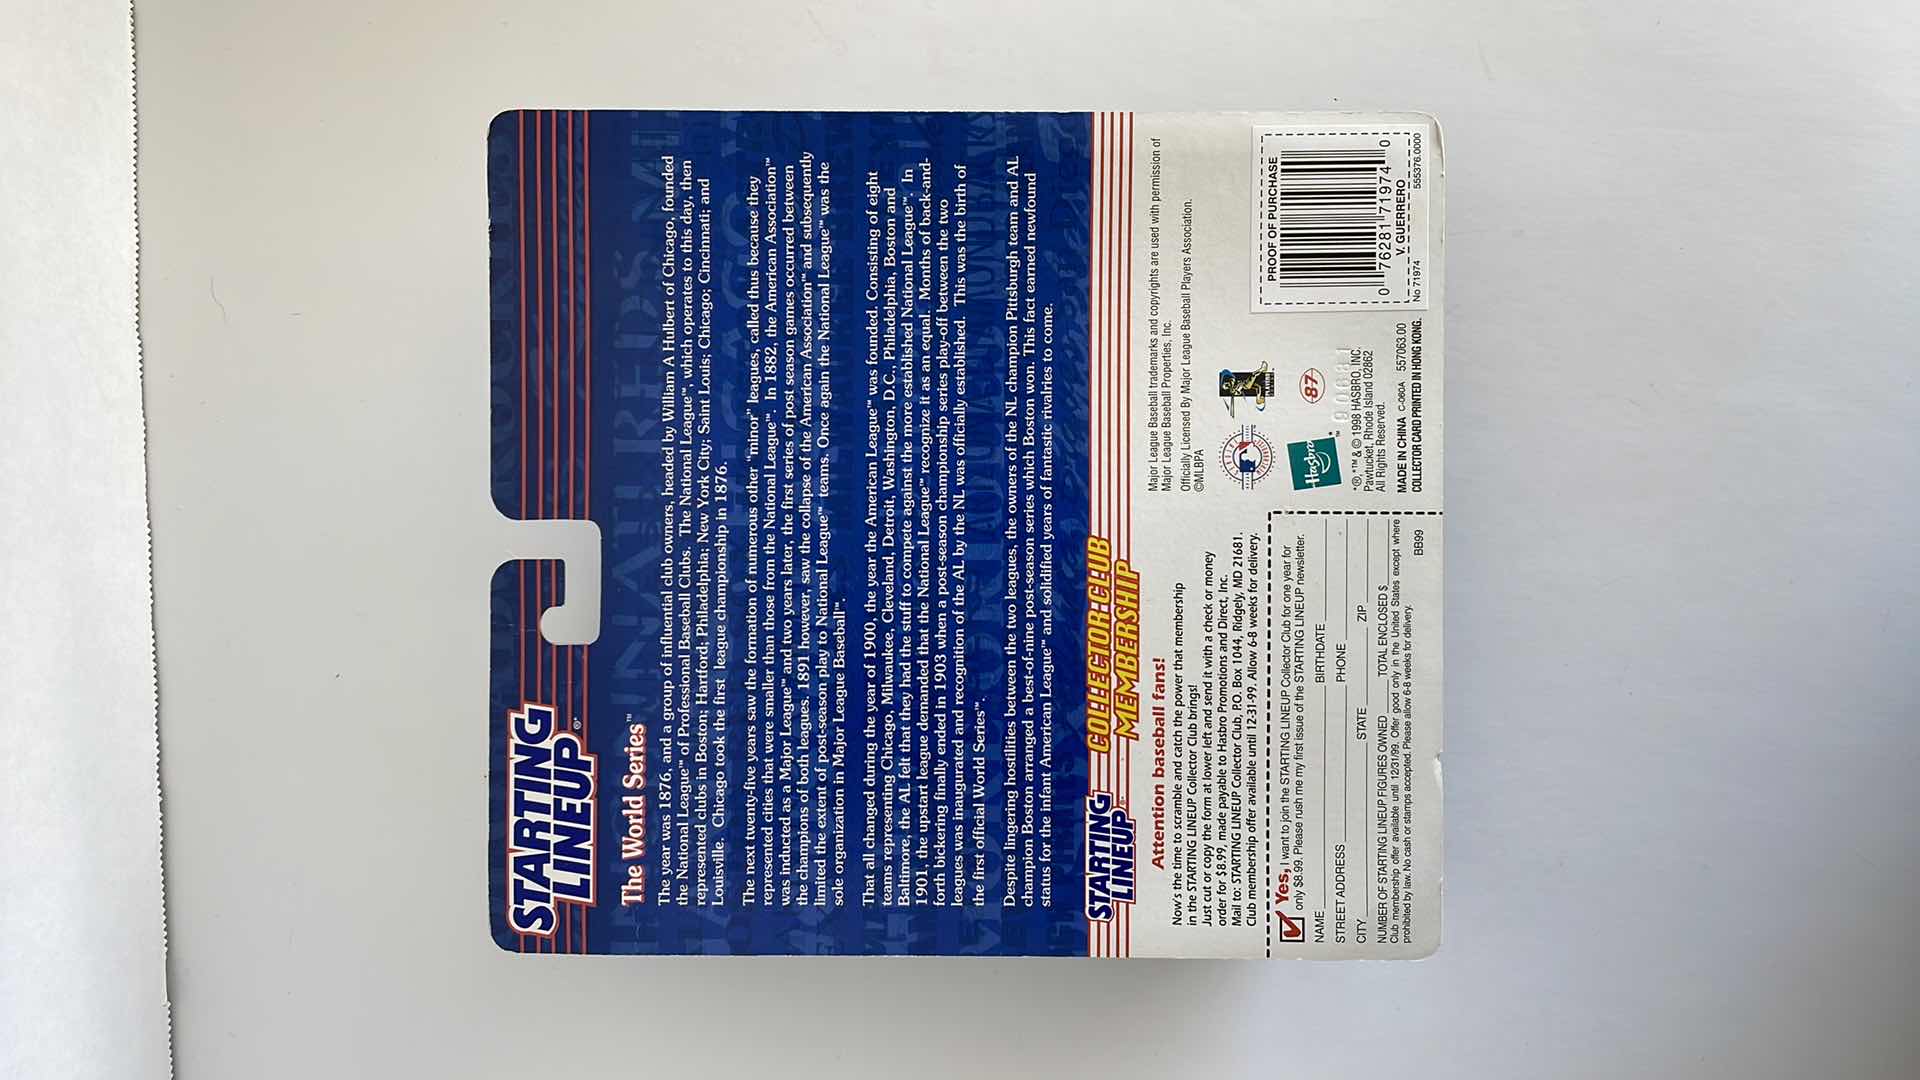 STARTING
LINEUP®
The World Series™
The year was 1876, and a group of influential club owners, headed by William A Hulbert of Chicago, founded
the National League™ of Professional Baseball Clubs. The National League™, which operates to this day, then
represented clubs in Boston; Hartford; Philadelphia; New York City; Saint Louis; Chicago; Cincinnati; and
Louisville. Chicago took the first league championship in 1876.
The next twenty-five years saw the formation of numerous other "minor" leagues, called thus because they
represented cities that were smaller than those from the National League™. In 1882, the American Association™
was inducted as a Major League™ and two years later, the first series of post season games occurred between
the champions of both leagues. 1891 however, saw the collapse of the American Association™ and subsequently
limited the extent of post-season play to National League™ teams. Once again the National League™ was the
sole organization in Major League Baseball™.
That all changed during the year of 1900, the year the American League™ was founded. Consisting of eight
teams representing Chicago, Milwaukee, Cleveland, Detroit, Washington, D.C., Philadelphia, Boston and
Baltimore, the AL felt that they had the stuff to compete against the more established National League™. In
1901, the upstart league demanded that the National League™ recognize it as an equal. Months of back-and-
forth bickering finally ended in 1903 when a post-season championship series play-off between the two
leagues was inaugurated and recognition of the AL by the NL was officially established. This was the birth of
the first official World Series™.
Despite lingering hostilities between the two leagues, the owners of the NL champion Pittsburgh team and AL
champion Boston arranged a best-of-nine post-season series which Boston won. This fact earned newfound
status for the infant American League™ and solidified years of fantastic rivalries to come.
STARTING
LINEUP®
COLLECTOR CLUB
MEMBERSHIP
Attention baseball fans!
Now's the time to scramble and catch the power that membership
in the STARTING LINEUP Collector Club brings!
Just cut or copy the form at lower left and send it with a check or money
order for $8.99, made payable to Hasbro Promotions and Direct, Inc.
Mail to: STARTING LINEUP Collector Club, P.O. Box 1044, Ridgely, MD 21681.
Club membership offer available until 12-31-99. Allow 6-8 weeks for delivery.
Yes, I want to join the STARTING LINEUP Collector Club for one year for
only $8.99. Please rush me my first issue of the STARTING LINEUP newsletter.
NAME BIRTHDATE
STREET ADDRESS PHONE
CITY STATE ZIP
NUMBER OF STARTING LINEUP FIGURES OWNED TOTAL ENCLOSED $
Club membership offer available until 12/31/99. Offer good only in the United States except where
prohibited by law. No cash or stamps accepted. Please allow 6-8 weeks for delivery.
BB99
Major League Baseball trademarks and copyrights are used with permission of
Major League Baseball Properties, Inc.
Officially Licensed By Major League Baseball Players Association.
©MLBPA
Hasbro
87
*®, *™ & © 1998 HASBRO, INC.
Pawtucket, Rhode Island 02862
All Rights Reserved.
MADE IN CHINA C-060A 557063.00
COLLECTOR CARD PRINTED IN HONG KONG.
PROOF OF PURCHASE
0 76281 71974 0
V. GUERRERO
No 71974 555376.0000